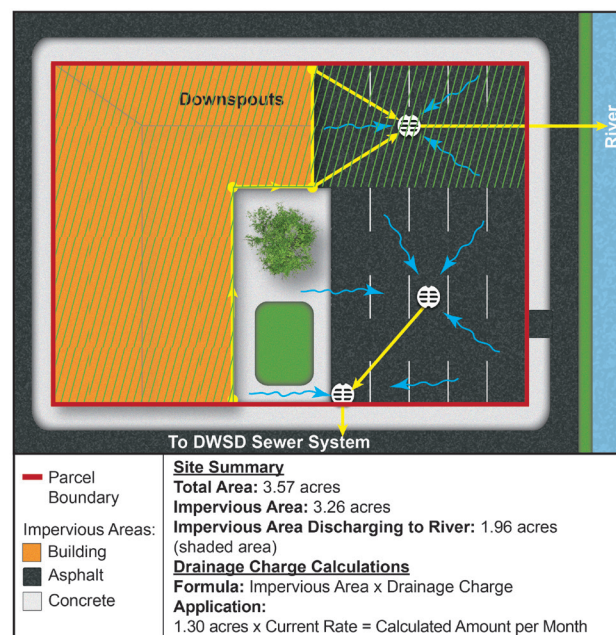 Downspouts
River
To DWSD Sewer System
Parcel
Boundary
Impervious Areas:
Building
Asphalt
Concrete
Site Summary
Total Area: 3.57 acres
Impervious Area: 3.26 acres
Impervious Area Discharging to River: 1.96 acres
(shaded area)
Drainage Charge Calculations
Formula: Impervious Area x Drainage Charge
Application:
1.30 acres x Current Rate = Calculated Amount per Month